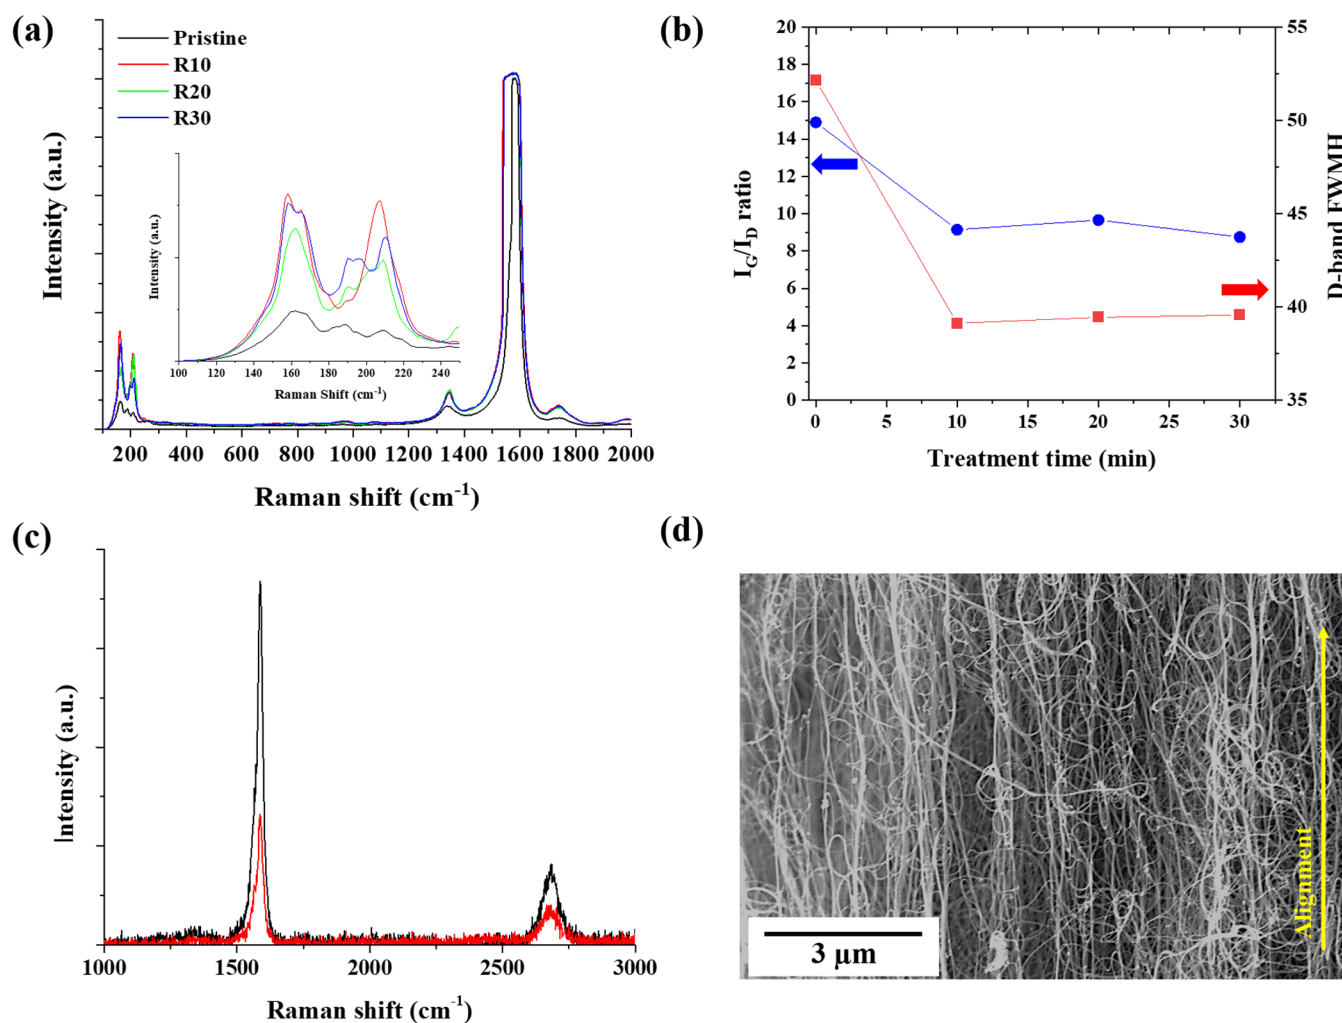 (a)
Pristine
R10
R20
R30
Intensity (a.u.)
Intensity (a.u.)
100 120 140 160 180 200 220 240
Raman Shift (cm-1)
200 400 600 800 1000 1200 1400 1600 1800 2000
Raman shift (cm-1)
(b)
20
18
16
14
12
10
8
6
4
2
0
IG/ID ratio
55
50
45
40
35
D-band FWMH
0 10 20 30
Treatment time (min)
(c)
Intensity (a.u.)
1000 1500 2000 2500 3000
Raman shift (cm-1)
(d)
Alignment
3 µm